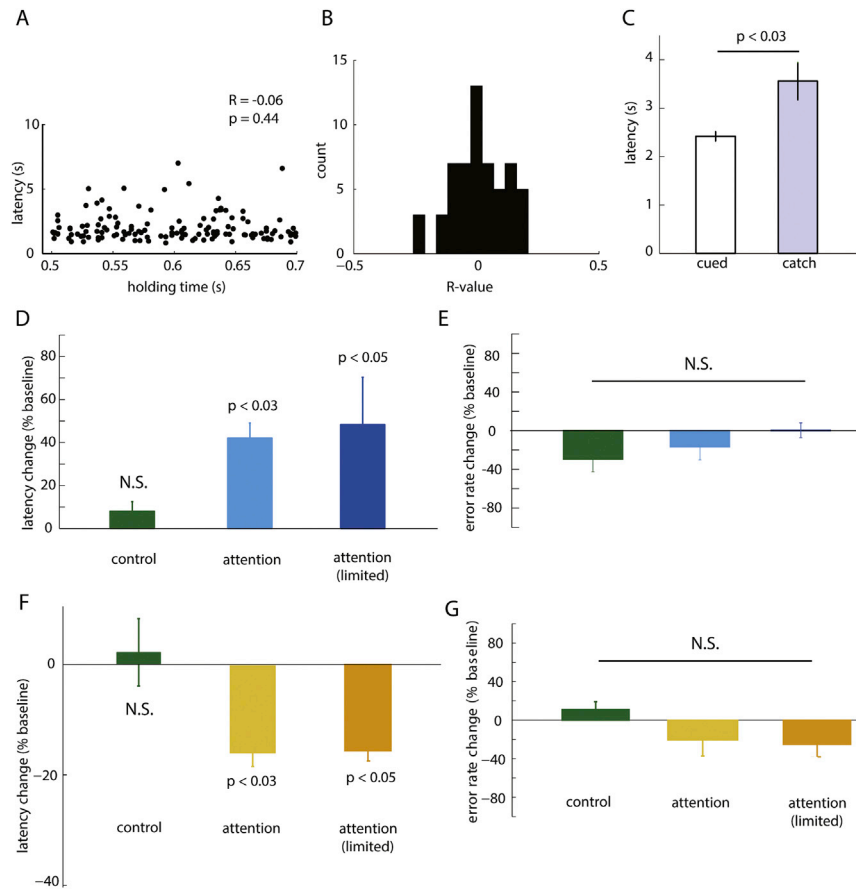 A
R = -0.06
p = 0.44
latency (s)
10
5
0
0.5
0.55
0.6
0.65
0.7
holding time (s)
B
count
15
10
5
0
−0.5
0
0.5
R-value
C
p < 0.03
latency (s)
4
3
2
1
0
cued
catch
D
latency change (% baseline)
80
60
40
20
0
N.S.
p < 0.03
p < 0.05
control
attention
attention
(limited)
E
error rate change (% baseline)
80
40
0
-40
-80
N.S.
F
latency change (% baseline)
0
−20
−40
N.S.
p < 0.03
p < 0.05
control
attention
attention
(limited)
G
error rate change (% baseline)
80
40
0
−40
−80
N.S.
control
attention
attention
(limited)